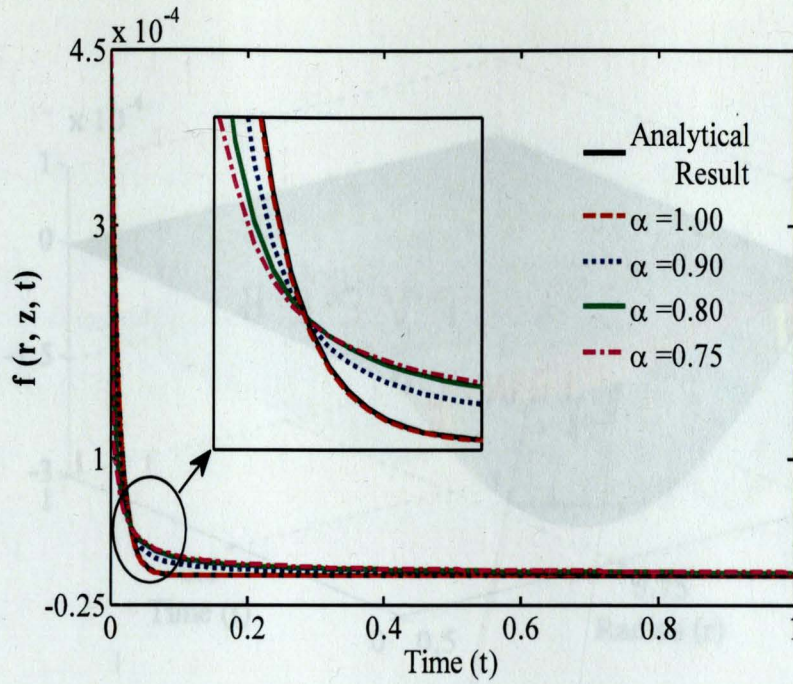 x 10⁻⁴
4.5
3
1
-0.25
f (r, z, t)
0
0.2
0.4
0.6
0.8
1
Time (t)
Analytical
Result
α =1.00
α =0.90
α =0.80
α =0.75